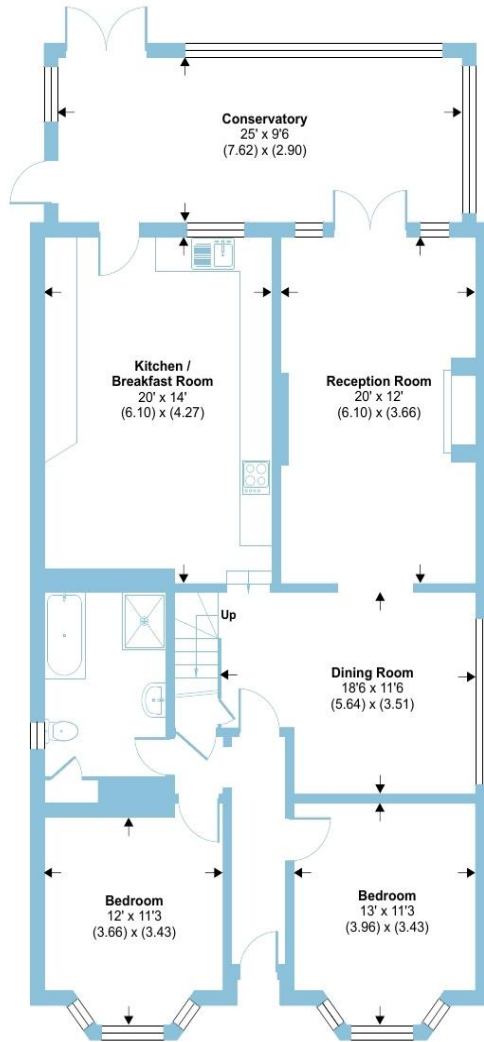 Conservatory
25' x 9'6
(7.62) x (2.90)
Kitchen /
Breakfast Room
20' x 14'
(6.10) x (4.27)
Reception Room
20' x 12'
(6.10) x (3.66)
Up
Dining Room
18'6 x 11'6
(5.64) x (3.51)
Bedroom
12' x 11'3
(3.66) x (3.43)
Bedroom
13' x 11'3
(3.96) x (3.43)